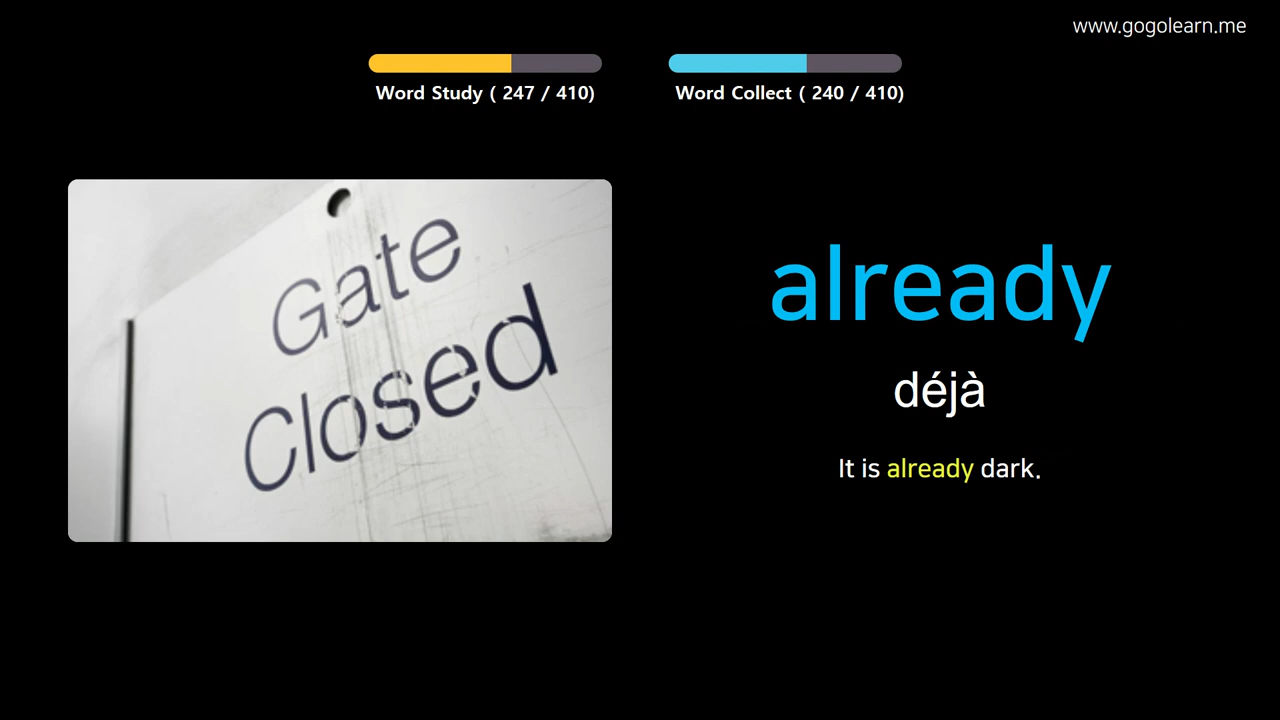 www.gogolearn.me
Word Study ( 247 / 410)
Word Collect ( 240 / 410)
Gate
Closed
already
déjà
It is already dark.